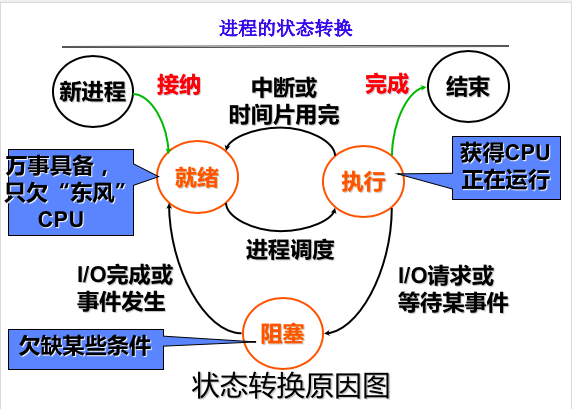 进程的状态转换
新进程
接纳
中断或
时间片用完
完成
结束
万事具备，
只欠“东风”
CPU
就绪
执行
获得CPU
正在运行
进程调度
I/O完成或
事件发生
I/O请求或
等待某事件
欠缺某些条件
阻塞
状态转换原因图